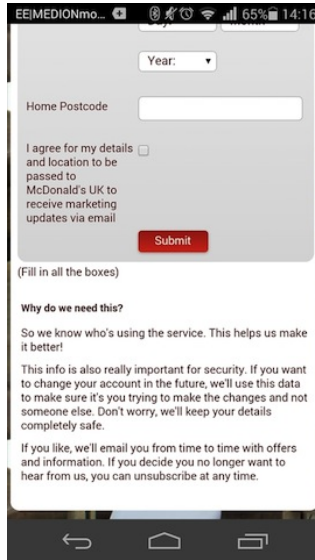 EE|MEDIONmo... 65% 14:16
Year:
Home Postcode
I agree for my details
and location to be
passed to
McDonald's UK to
receive marketing
updates via email
Submit
(Fill in all the boxes)
Why do we need this?
So we know who's using the service. This helps us make
it better!
This info is also really important for security. If you want
to change your account in the future, we'll use this data
to make sure it's you trying to make the changes and not
someone else. Don't worry, we'll keep your details
completely safe.
If you like, we'll email you from time to time with offers
and information. If you decide you no longer want to
hear from us, you can unsubscribe at any time.